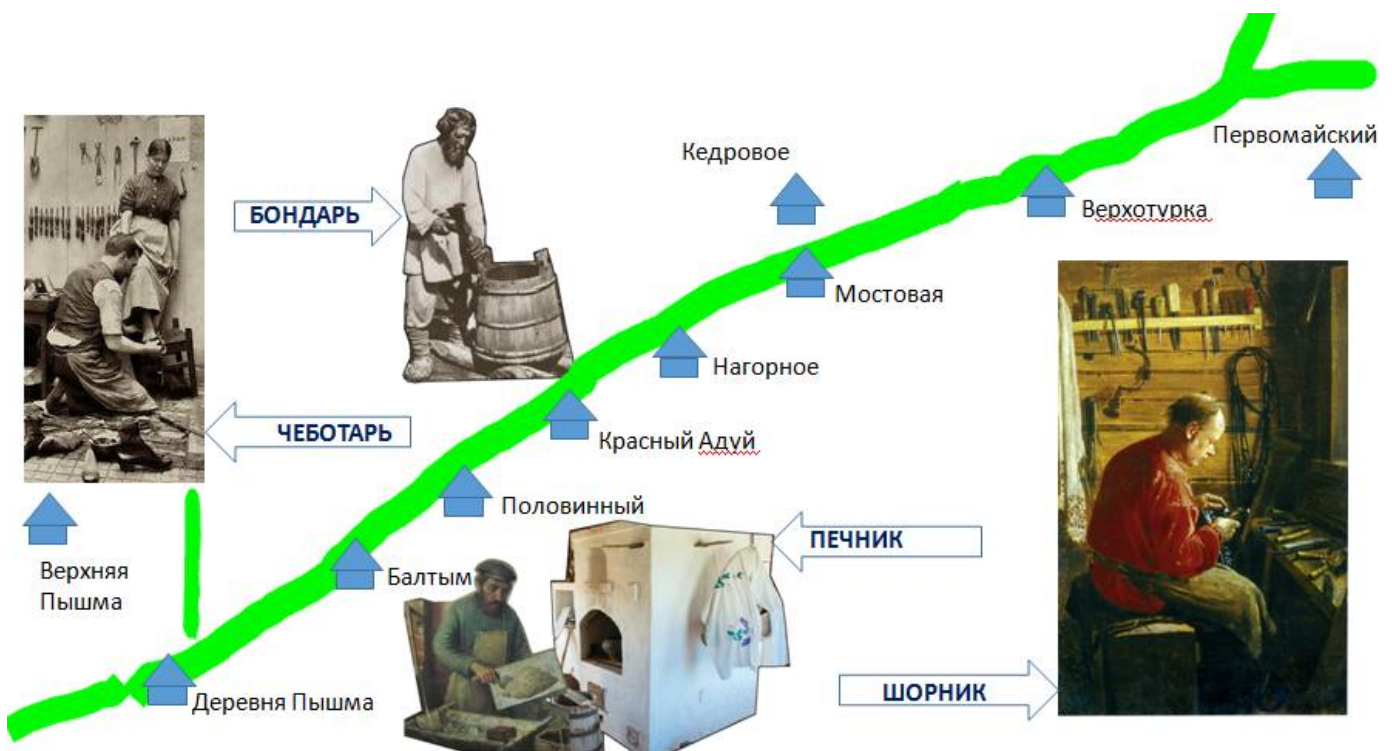 Первомайский
Кедровое
БОНДАРЬ
Верхотурка
Мостовая
Нагорное
ЧЕБОТАРЬ
Красный Адуй
Половинный
ПЕЧНИК
Верхняя
Пышма
Балтым
ШОРНИК
Деревня Пышма